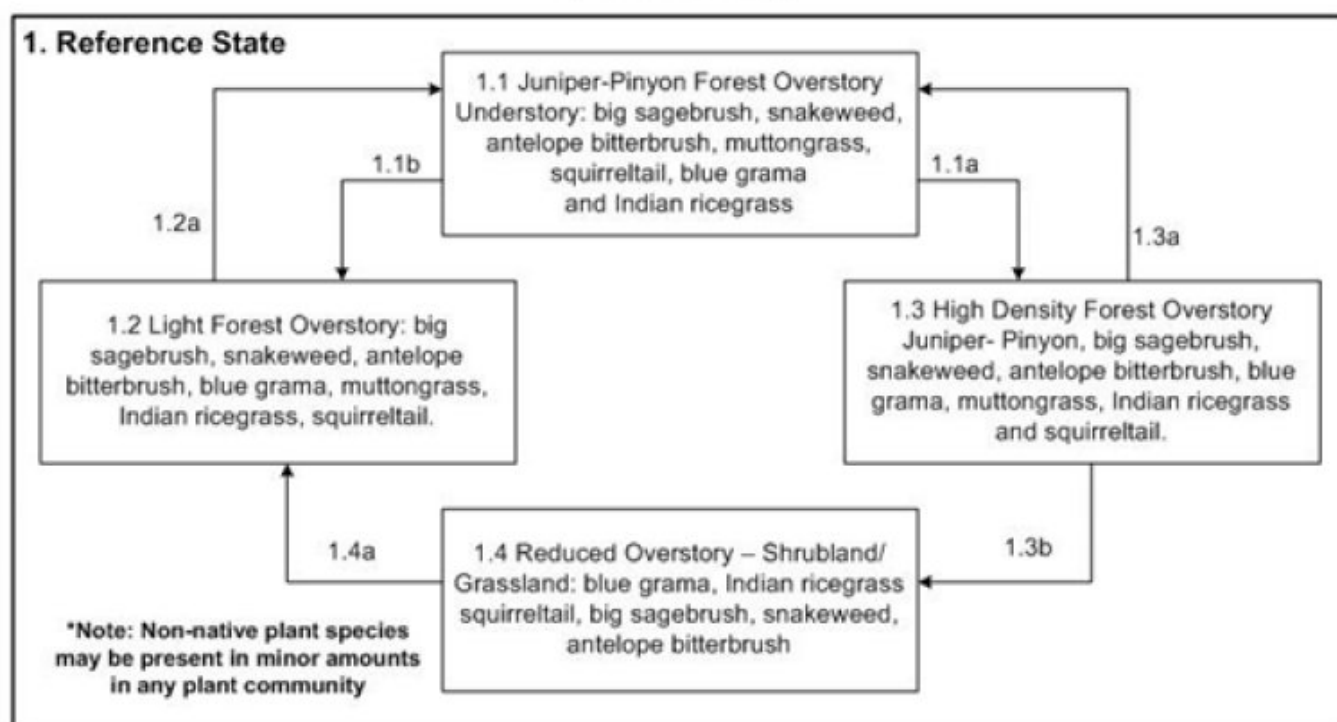 1. Reference State
1.1 Juniper-Pinyon Forest Overstory
Understory: big sagebrush, snakeweed,
antelope bitterbrush, muttongrass,
squirreltail, blue grama
and Indian ricegrass
1.1b
1.1a
1.2a
1.3a
1.2 Light Forest Overstory: big
sagebrush, snakeweed, antelope
bitterbrush, blue grama, muttongrass,
Indian ricegrass, squirreltail.
1.3 High Density Forest Overstory
Juniper- Pinyon, big sagebrush,
snakeweed, antelope bitterbrush, blue
grama, muttongrass, Indian ricegrass
and squirreltail.
1.4a
1.4 Reduced Overstory – Shrubland/
Grassland: blue grama, Indian ricegrass
squirreltail, big sagebrush, snakeweed,
antelope bitterbrush
1.3b
*Note: Non-native plant species
may be present in minor amounts
in any plant community